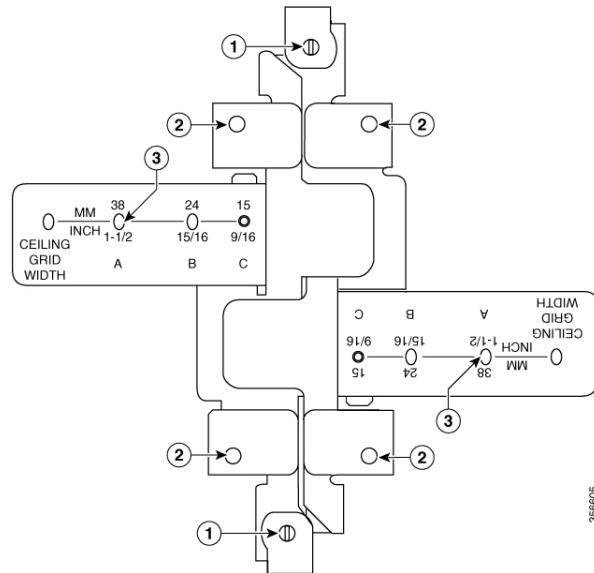 1
2
2
3
38 24 15
MM
INCH
1-1/2 15/16 9/16
CEILING
GRID
WIDTH
A B C
CEILING
GRID
WIDTH
A B C
1-1/2 15/16 9/16
INCH
MM
38 24 15
3
2
2
1
356605